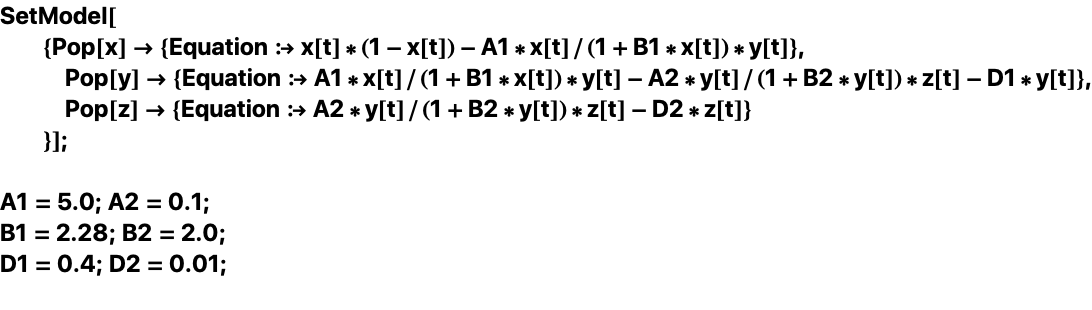 SetModel[
{Pop[x] → {Equation :→ x[t] * (1 − x[t]) − A1 * x[t] / (1 + B1 * x[t]) * y[t]},
Pop[y] → {Equation :→ A1 * x[t] / (1 + B1 * x[t]) * y[t] − A2 * y[t] / (1 + B2 * y[t]) * z[t] − D1 * y[t]},
Pop[z] → {Equation :→ A2 * y[t] / (1 + B2 * y[t]) * z[t] − D2 * z[t]}
}];
A1 = 5.0; A2 = 0.1;
B1 = 2.28; B2 = 2.0;
D1 = 0.4; D2 = 0.01;